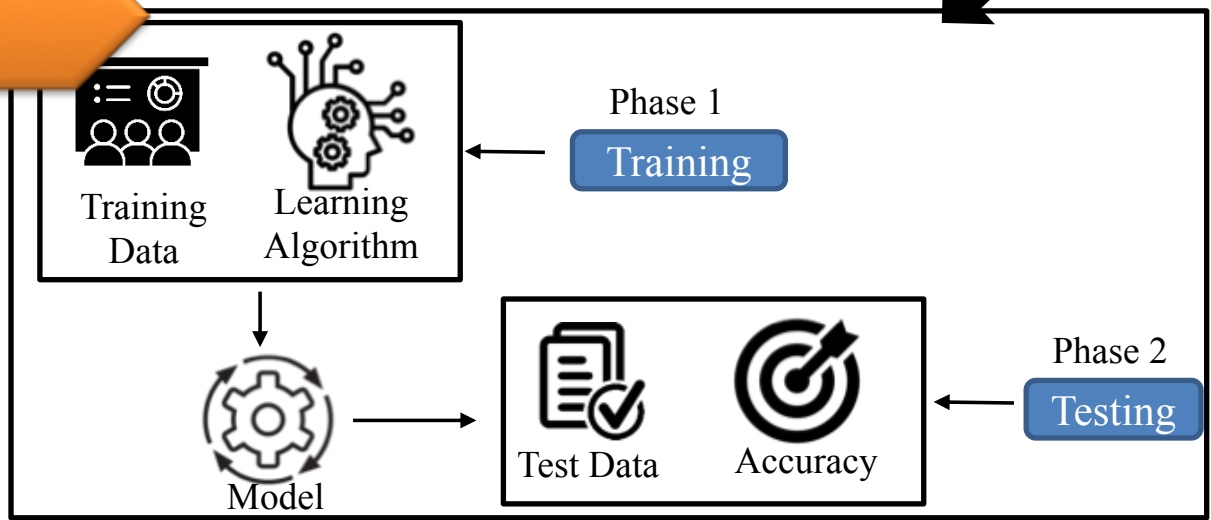 Phase 1
Training
Training
Data
Learning
Algorithm
Phase 2
Testing
Test Data
Accuracy
Model